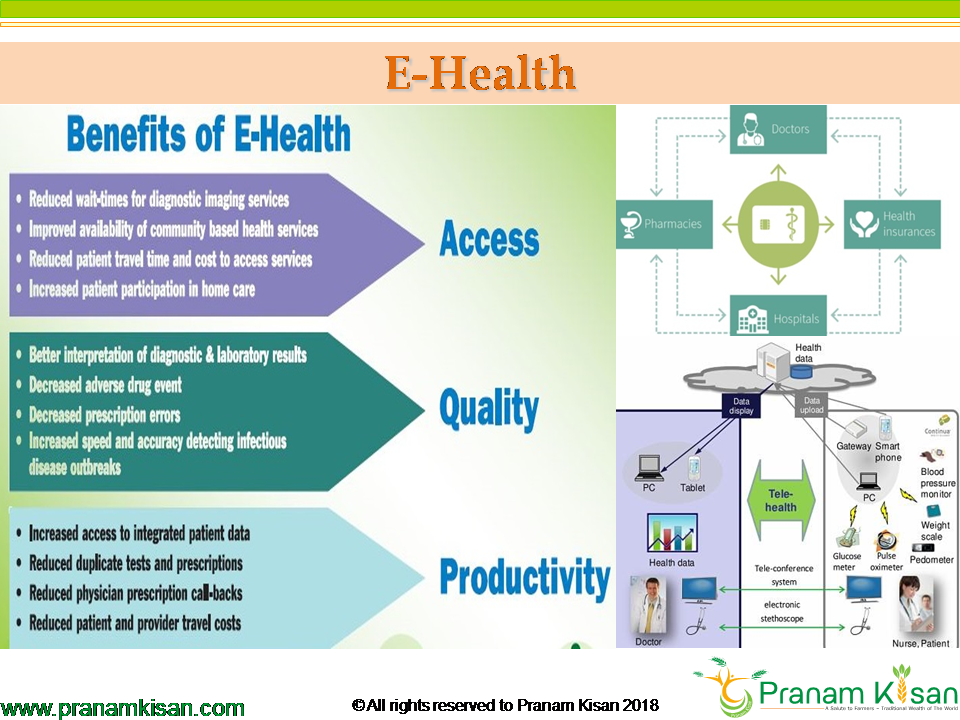 E-Health
Benefits of E-Health
• Reduced wait-times for diagnostic imaging services
• Improved availability of community based health services
• Reduced patient travel time and cost to access services
• Increased patient participation in home care
Access
• Better interpretation of diagnostic & laboratory results
• Decreased adverse drug event
• Decreased prescription errors
• Increased speed and accuracy detecting infectious
disease outbreaks
Quality
• Increased access to integrated patient data
• Reduced duplicate tests and prescriptions
• Reduced physician prescription call-backs
• Reduced patient and provider travel costs
Productivity
Doctors
Pharmacies
Health
insurances
Hospitals
Health
data
Data
display
Data
upload
Continua
Gateway
Smart
phone
PC
Tablet
PC
Blood
pressure
monitor
Tele-
health
Weight
scale
Glucose
meter
Pulse
oximeter
Pedometer
Health data
Tele-conference
system
electronic
stethoscope
Doctor
Nurse, Patient
www.pranamkisan.com
©All rights reserved to Pranam Kisan 2018
Pranam Kisan
A Salute to Farmers – Traditional Wealth of The World